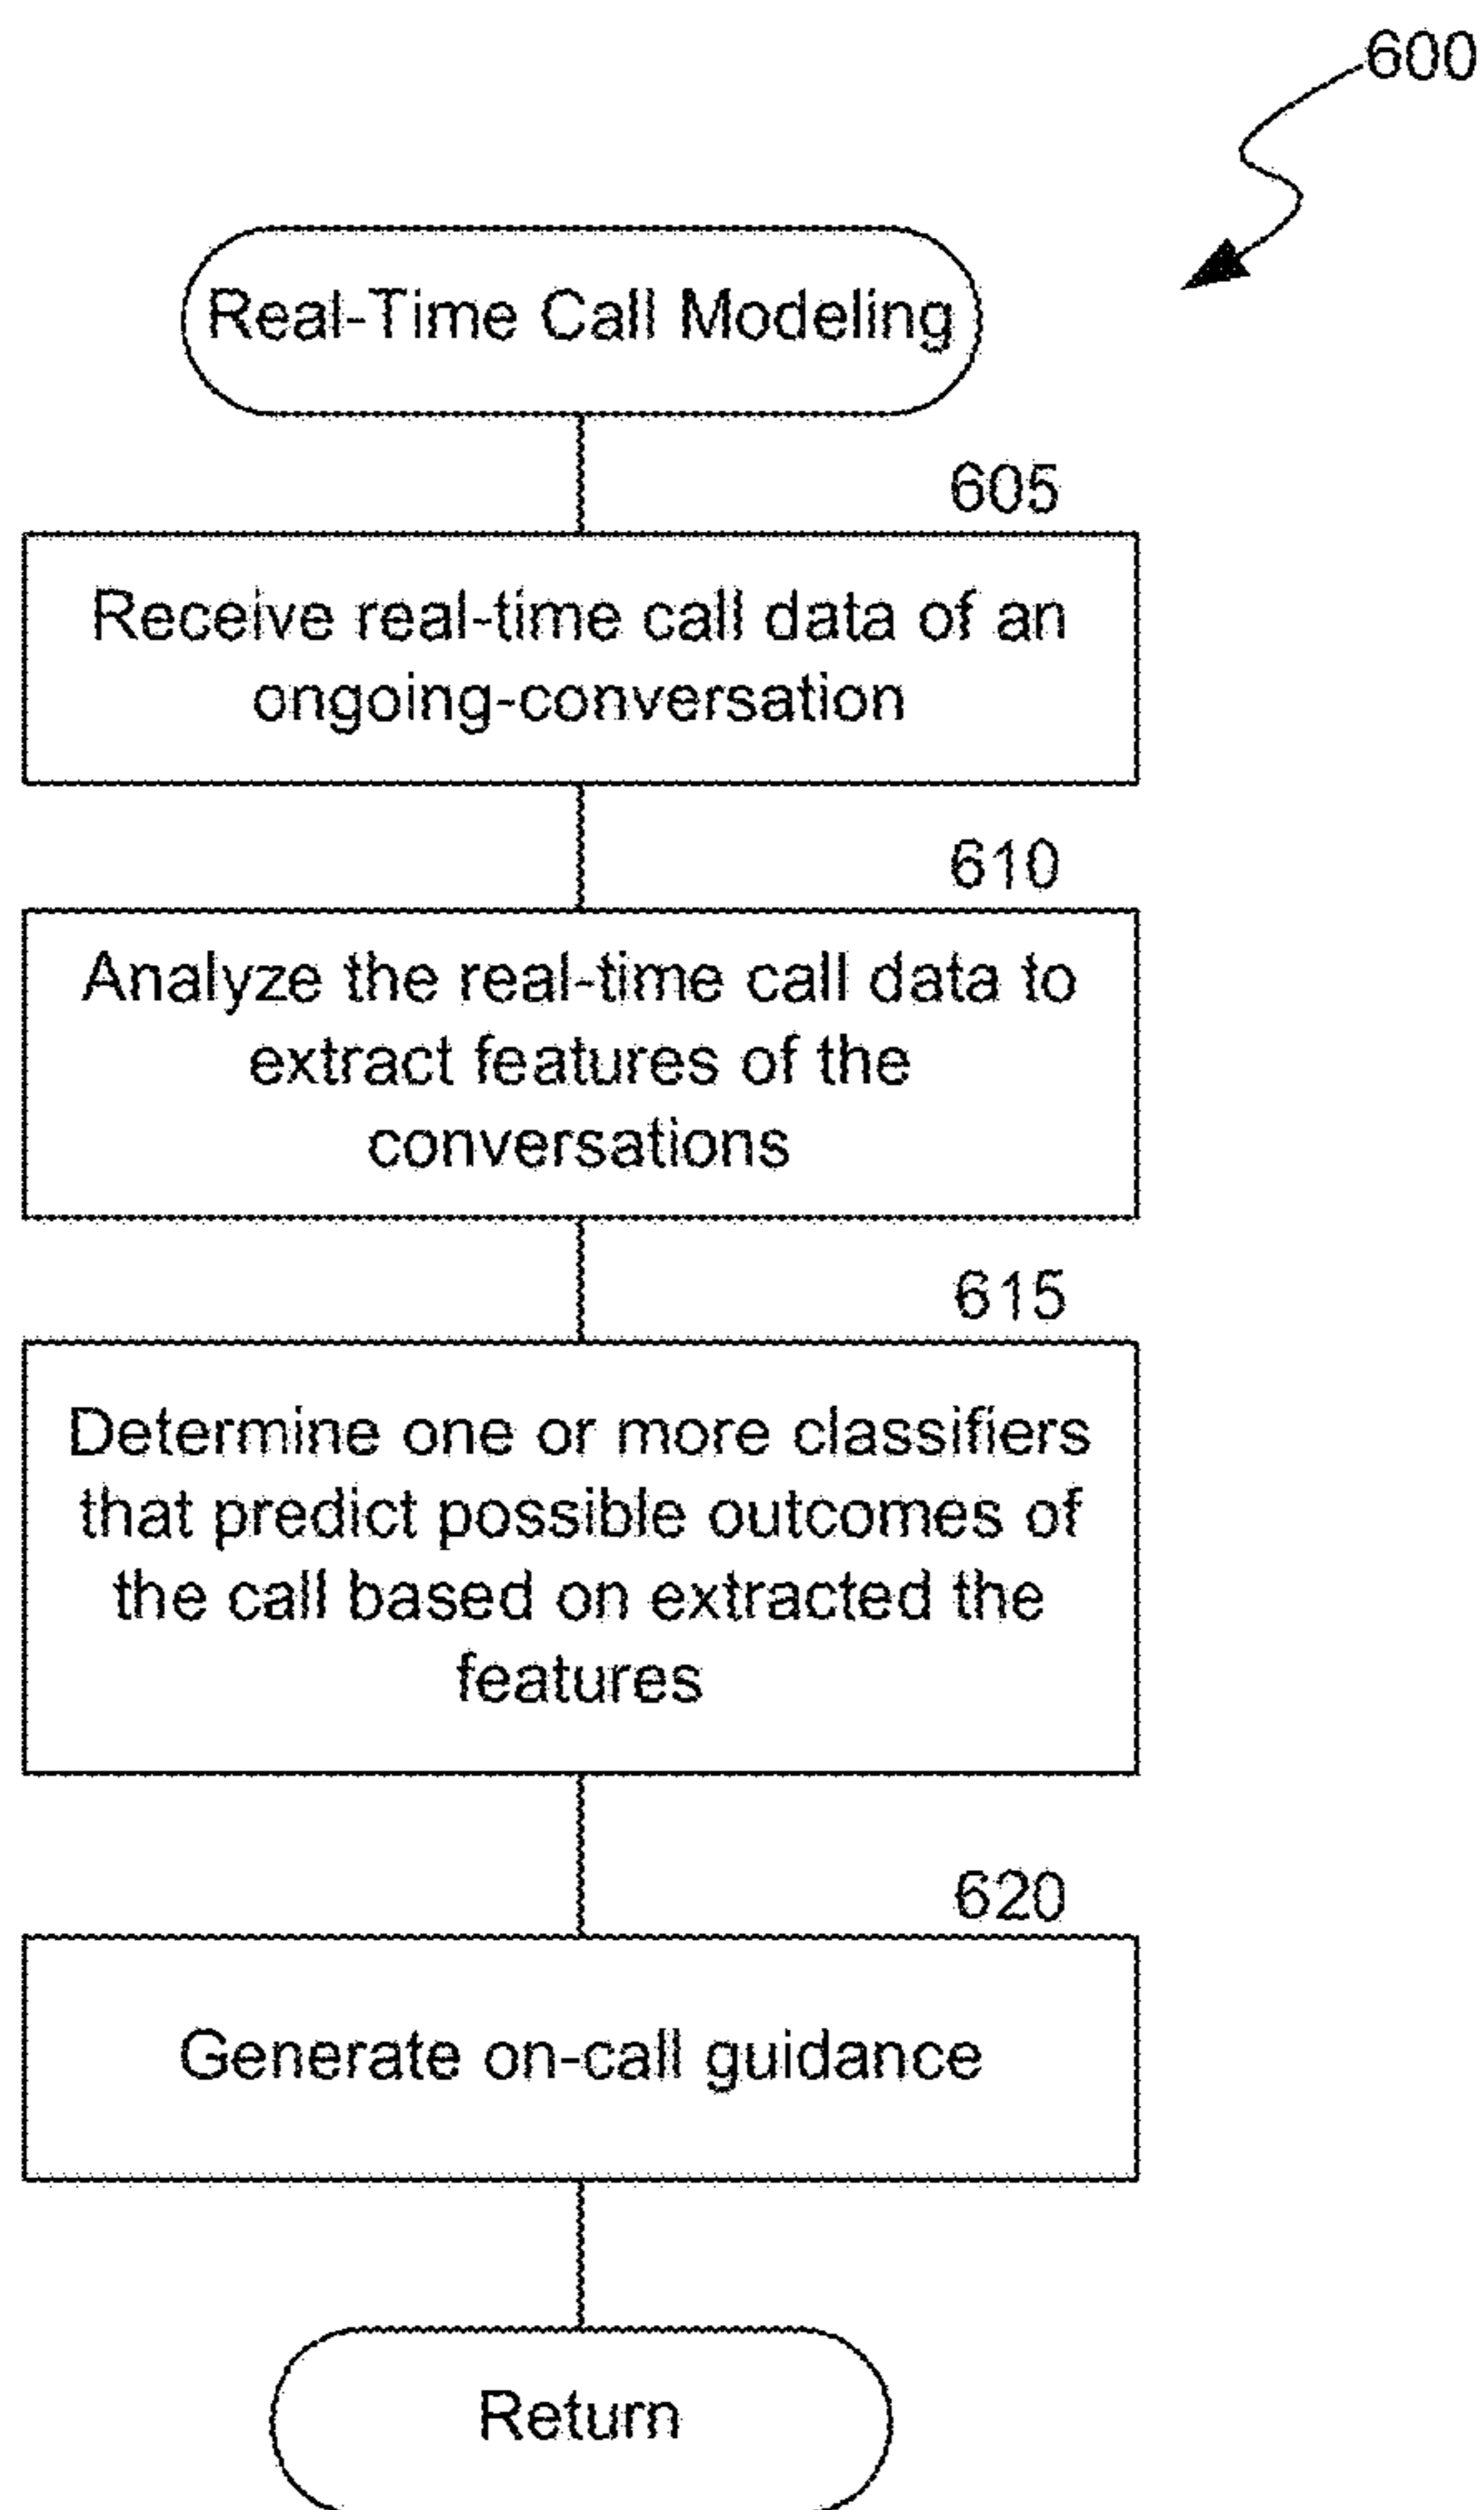 600
Real-Time Call Modeling
605
Receive real-time call data of an
ongoing-conversation
610
Analyze the real-time call data to
extract features of the
conversations
615
Determine one or more classifiers
that predict possible outcomes of
the call based on extracted the
features
620
Generate on-call guidance
Return